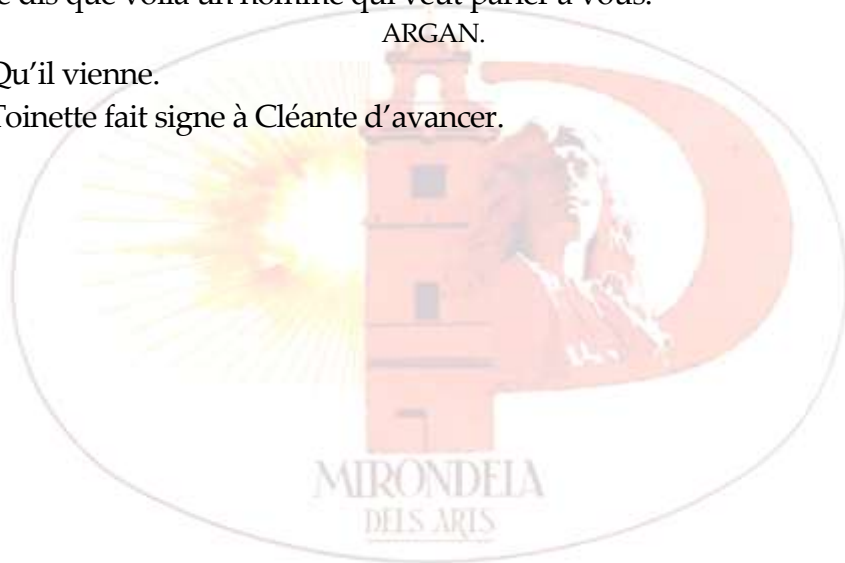 e dis que voilà un homme qui veut parler à vous.
ARGAN.
Qu’il vienne.
Toinette fait signe à Cléante d’avancer.
MIRONDELA
DELS ARTS